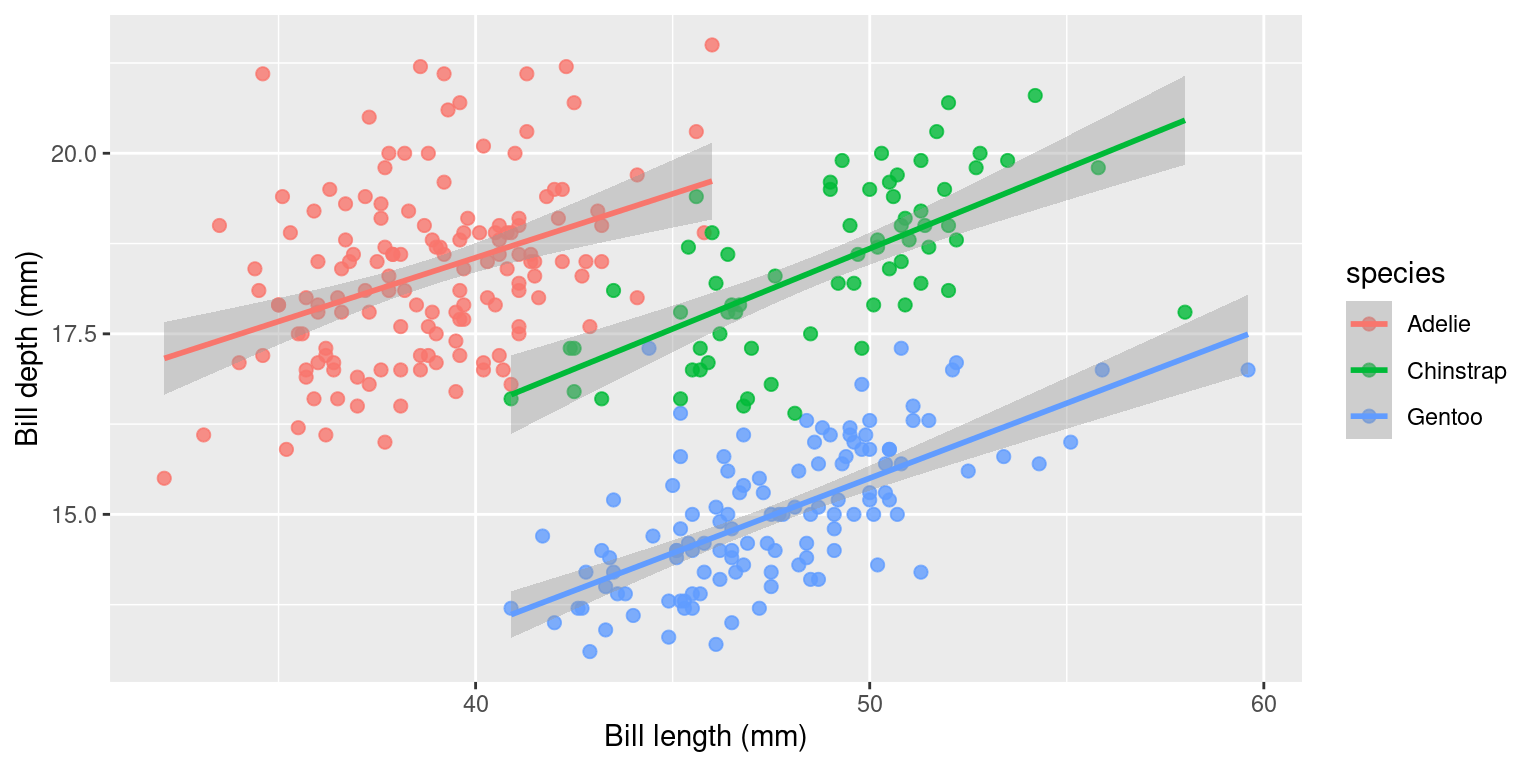 20.0
17.5
15.0
Bill depth (mm)
40
50
60
Bill length (mm)
species
Adelie
Chinstrap
Gentoo